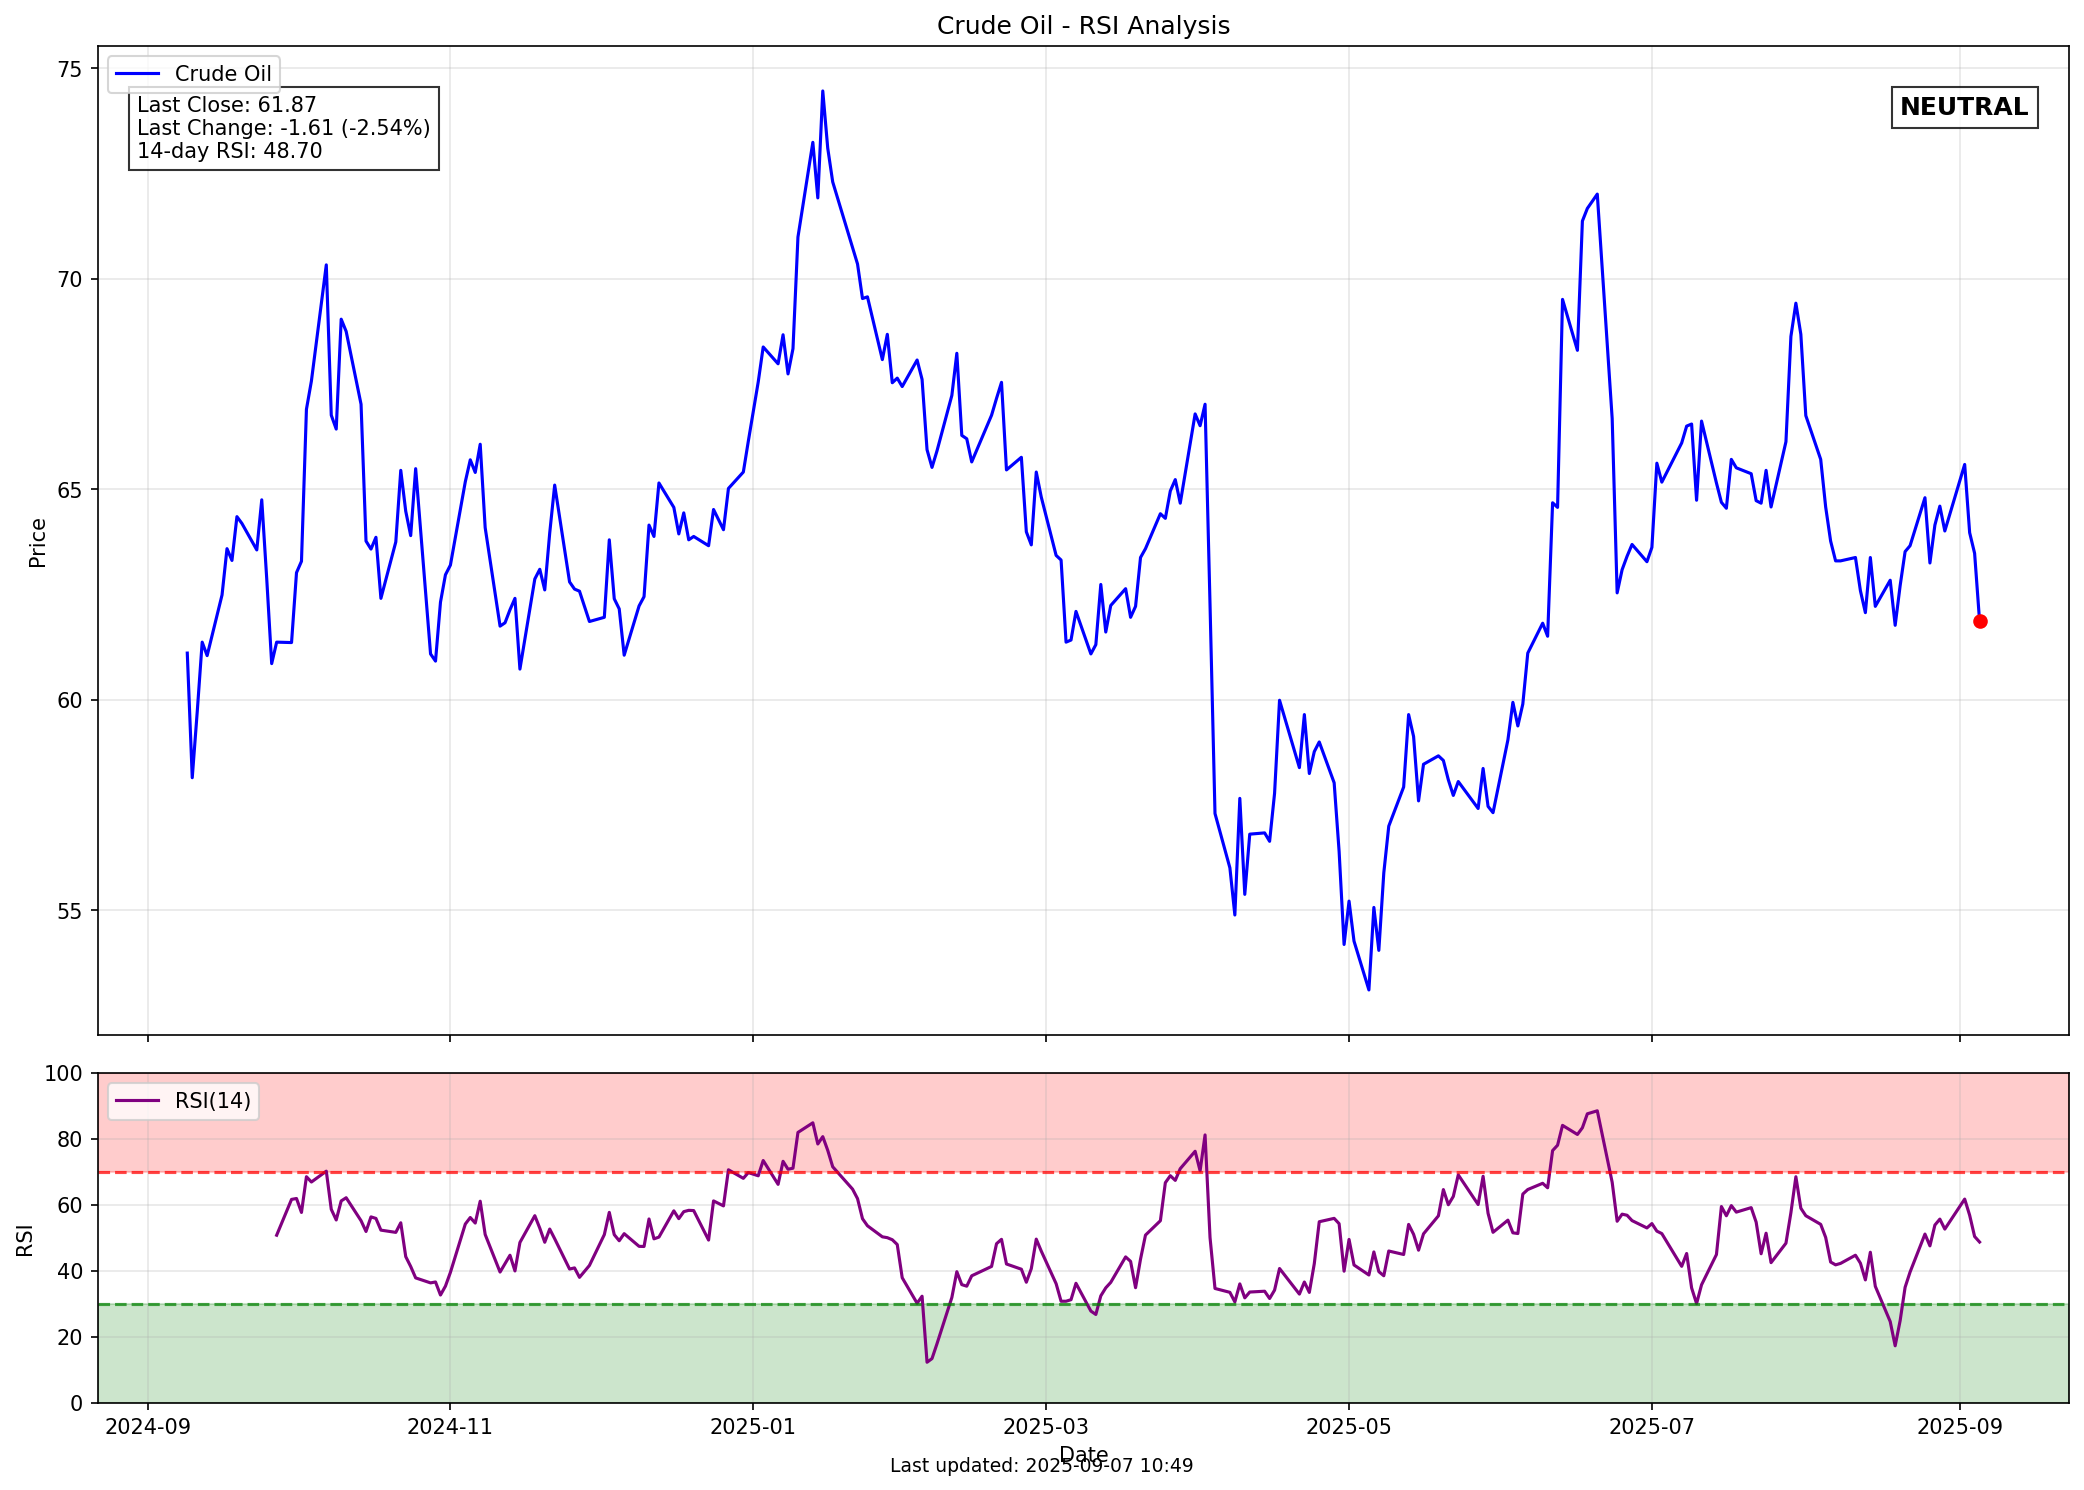 Crude Oil - RSI Analysis
Crude Oil
Last Close: 61.87
Last Change: -1.61 (-2.54%)
14-day RSI: 48.70
NEUTRAL
75
70
65
60
55
Price
RSI(14)
100
80
60
40
20
0
RSI
2024-09
2024-11
2025-01
2025-03
2025-05
2025-07
2025-09
Date
Last updated: 2025-09-07 10:49